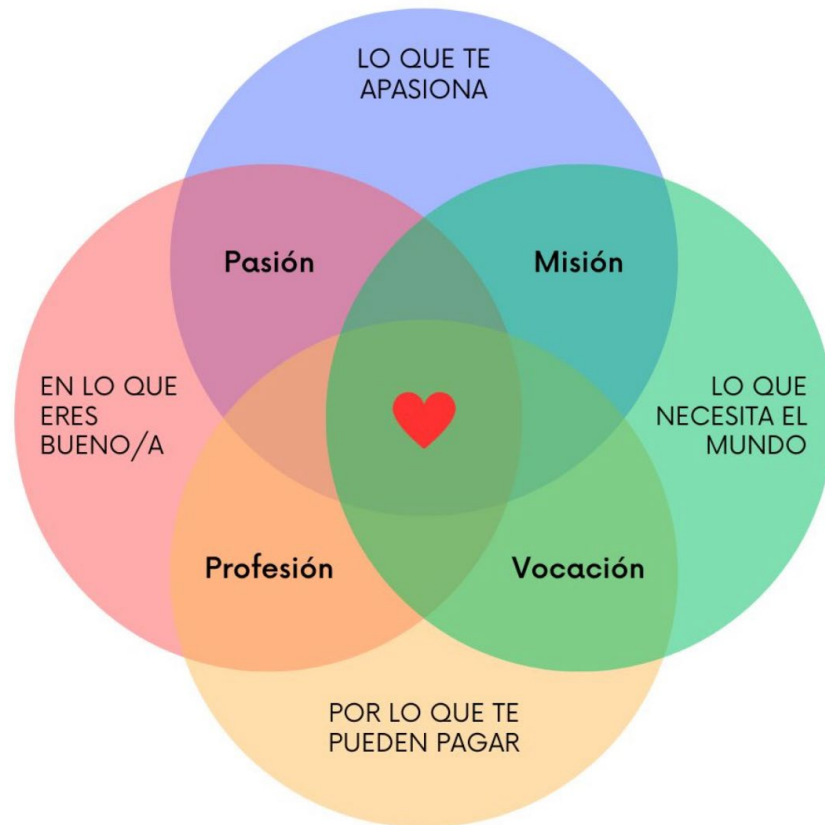 LO QUE TE
APASIONA
Pasión
Misión
EN LO QUE
ERES
BUENO/A
LO QUE
NECESITA EL
MUNDO
Profesión
Vocación
POR LO QUE TE
PUEDEN PAGAR